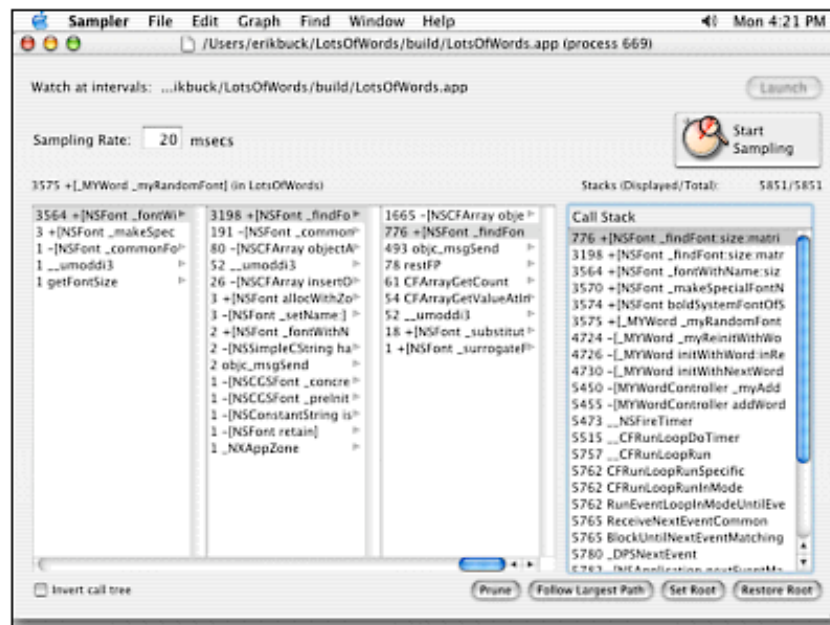 Sampler File Edit Graph Find Window Help Mon 4:21 PM
/Users/erikbuck/LotsOfWords/build/LotsOfWords.app (process 669)
Watch at intervals: ...ikbuck/LotsOfWords/build/LotsOfWords.app
Launch
Sampling Rate: 20 msecs
Start
Sampling
3575 +[_MYWord _myRandomFont] (in LotsOfWords)
Stacks (Displayed/Total): 5851/5851
3564 +[NSFont _fontWi
3 +[NSFont _makeSpec
1 -[NSFont _commonFo
1 __umoddi3
1 getFontSize
3198 +[NSFont _findFo
191 -[NSFont _common
80 -[NSCFArray objectA
52 __umoddi3
26 -[NSCFArray insertO
3 +[NSFont allocWithZo
3 -[NSFont _setName:]
2 +[NSFont _fontWithN
2 -[NSSimpleCString ha
2 objc_msgSend
1 -[NSCGSFont _concre
1 -[NSCGSFont _preInit
1 -[NSConstantString is
1 -[NSFont retain]
1 _NXAppZone
1665 -[NSCFArray obje
776 +[NSFont _findFon
493 objc_msgSend
78 restFP
61 CFArrayGetCount
54 CFArrayGetValueAtIn
52 __umoddi3
18 +[NSFont _substitut
1 +[NSFont _surrogate
Call Stack
776 +[NSFont _findFont:size:matri
3198 +[NSFont _findFont:size:matr
3564 +[NSFont _fontWithName:siz
3570 +[NSFont _makeSpecialFontN
3574 +[NSFont boldSystemFontOfS
3575 +[_MYWord _myRandomFont
4724 -[_MYWord _myReinitWithWo
4726 -[_MYWord initWithWord:inRe
4730 -[_MYWord initWithNextWord
5450 -[MYWordController _myAdd
5455 -[MYWordController addWord
5473 __NSFireTimer
5515 __CFRunLoopDoTimer
5757 __CFRunLoopRun
5762 CFRunLoopRunSpecific
5762 CFRunLoopRunInMode
5762 RunEventLoopInModeUntilEve
5765 ReceiveNextEventCommon
5765 BlockUntilNextEventMatching
5780 _DPSNextEvent
5782 -[NSApplication nextEventMa
Invert call tree
Prune Follow Largest Path Set Root Restore Root